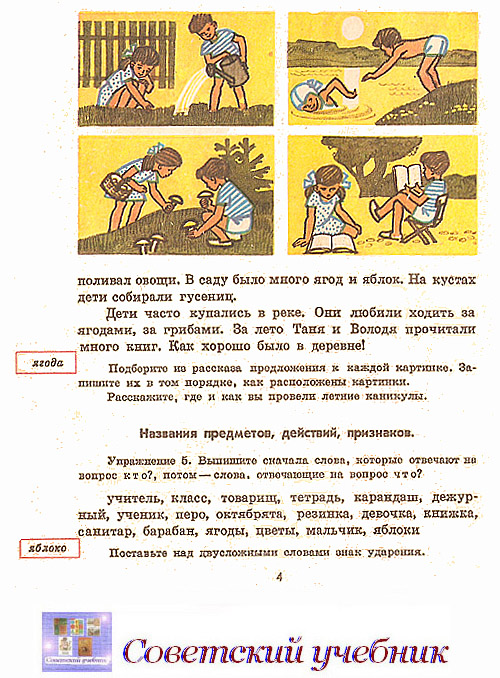 поливал овощи. В саду было много ягод и яблок. На кустах
дети собирали гусениц.
Дети часто купались в реке. Они любили ходить за
ягодами, за грибами. За лето Таня и Володя прочитали
много книг. Как хорошо было в деревне!
ягода
Подберите из рассказа предложения к каждой картинке. За-
пишите их в том порядке, как расположены картинки.
Расскажите, где и как вы провели летние каникулы.
Названия предметов, действий, признаков.
Упражнение 5. Выпишите сначала слова, которые отвечают на
вопрос кто?, потом — слова, отвечающие на вопрос что?
учитель, класс, товарищ, тетрадь, карандаш, дежур-
ный, ученик, перо, октябрята, резинка, девочка, книжка,
санитар, барабан, ягоды, цветы, мальчик, яблоки
яблоко
Поставьте над двусложными словами знак ударения.
4
Советский учебник
Советский учебник